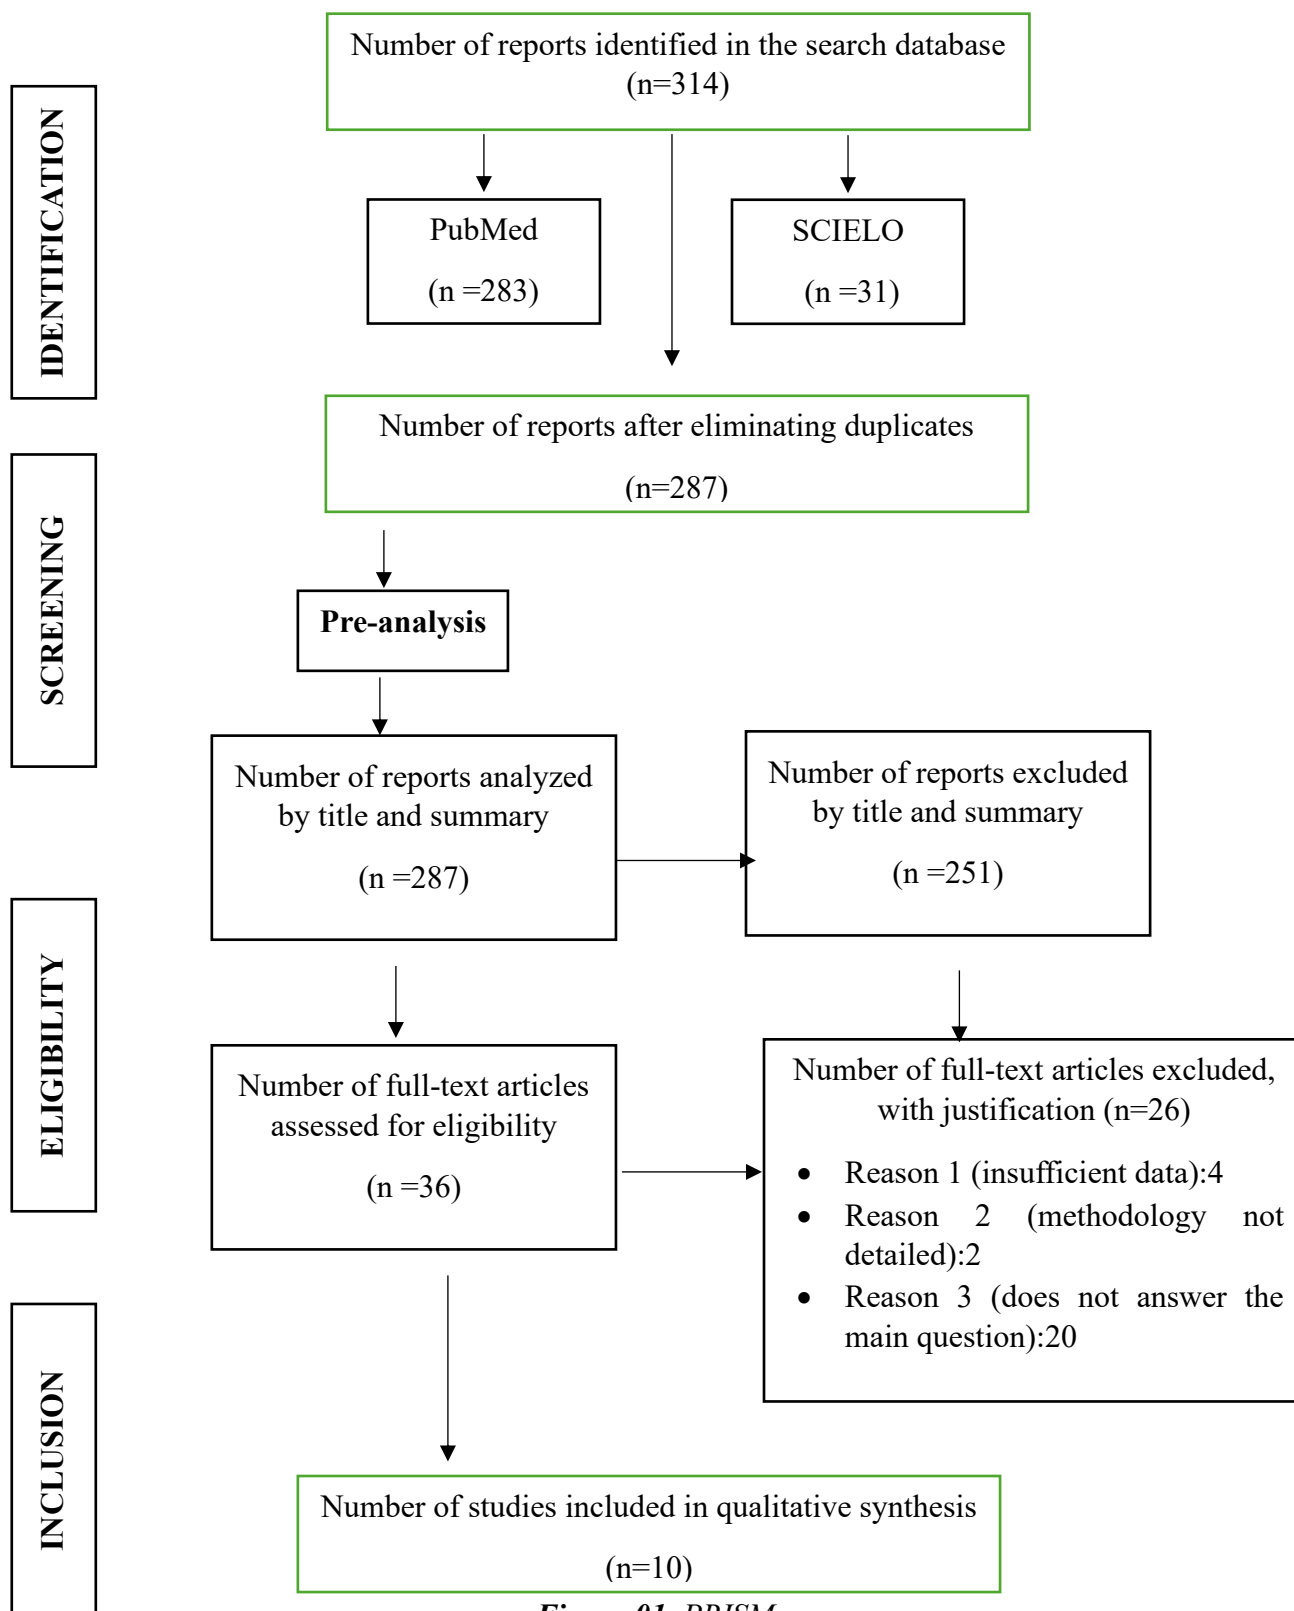 Number of reports identified in the search database
(n=314)
IDENTIFICATION
PubMed
(n =283)
SCIELO
(n =31)
Number of reports after eliminating duplicates
(n=287)
SCREENING
Pre-analysis
Number of reports analyzed
by title and summary
(n =287)
Number of reports excluded
by title and summary
(n =251)
ELIGIBILITY
Number of full-text articles
assessed for eligibility
(n =36)
Number of full-text articles excluded,
with justification (n=26)
• Reason 1 (insufficient data):4
• Reason 2 (methodology not
detailed):2
• Reason 3 (does not answer the
main question):20
INCLUSION
Number of studies included in qualitative synthesis
(n=10)
Figure 01. PRISM